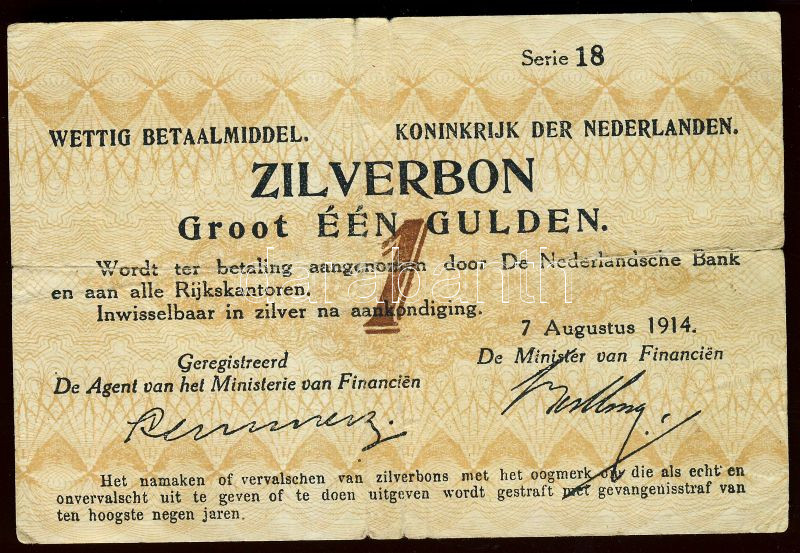 Serie 18
WETTIG BETAALMIDDEL. KONINKRIJK DER NEDERLANDEN.
ZILVERBON
Groot ÉÉN GULDEN.
1
Wordt ter betaling aangenomen door De Nederlandsche Bank
en aan alle Rijkskantoren.
Inwisselbaar in zilver na aankondiging.
7 Augustus 1914.
Geregistreerd
De Agent van het Ministerie van Financiën
De Minister van Financiën
Het namaken of vervalschen van zilverbons met het oogmerk om die als echt en
onvervalscht uit te geven of te doen uitgeven wordt gestraft met gevangenisstraf van
ten hoogste negen jaren.